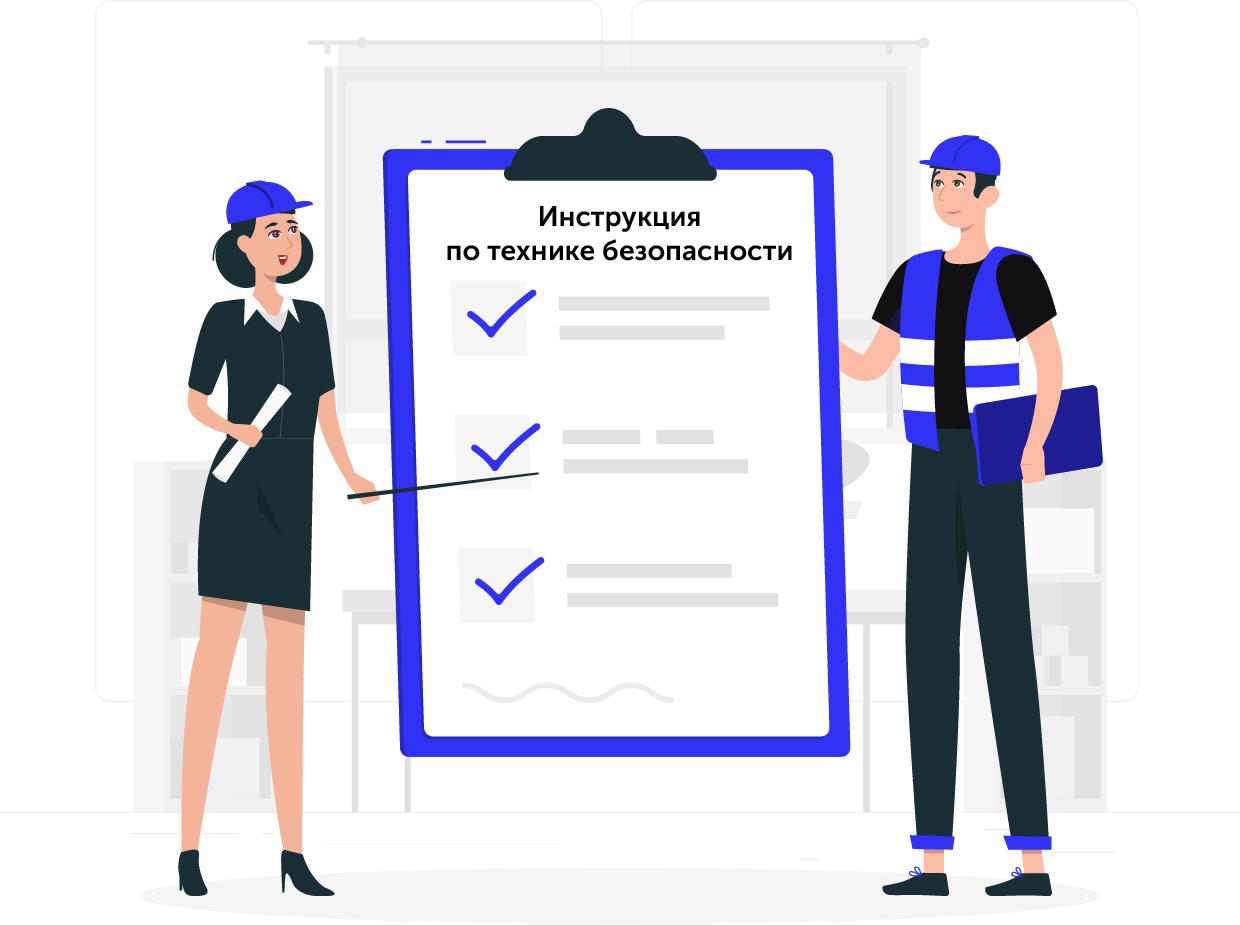 Инструкция
по технике безопасности